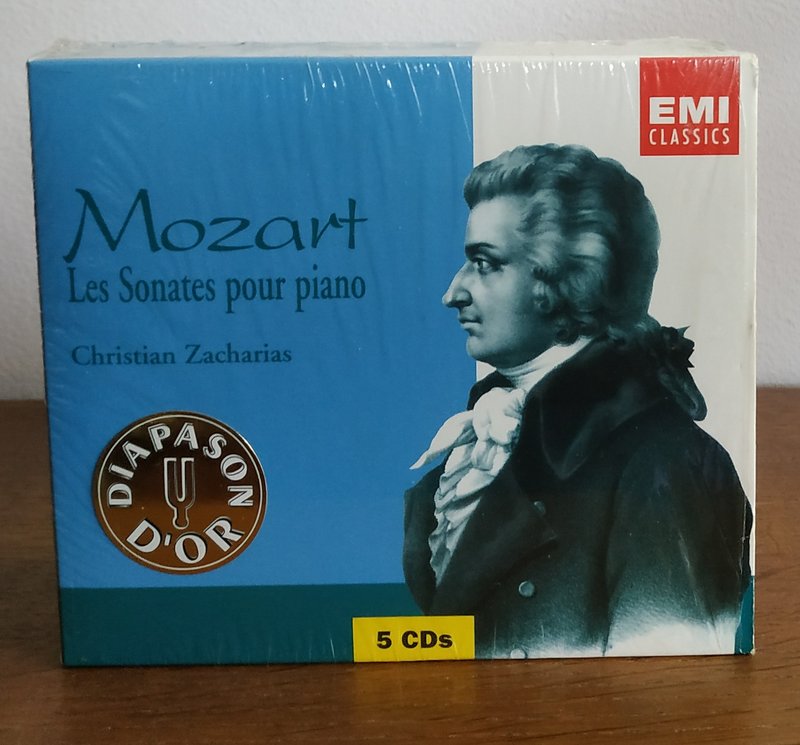 EMI
CLASSICS
Mozart
Les Sonates pour piano
Christian Zacharias
DIAPASON
D'OR
5 CDs